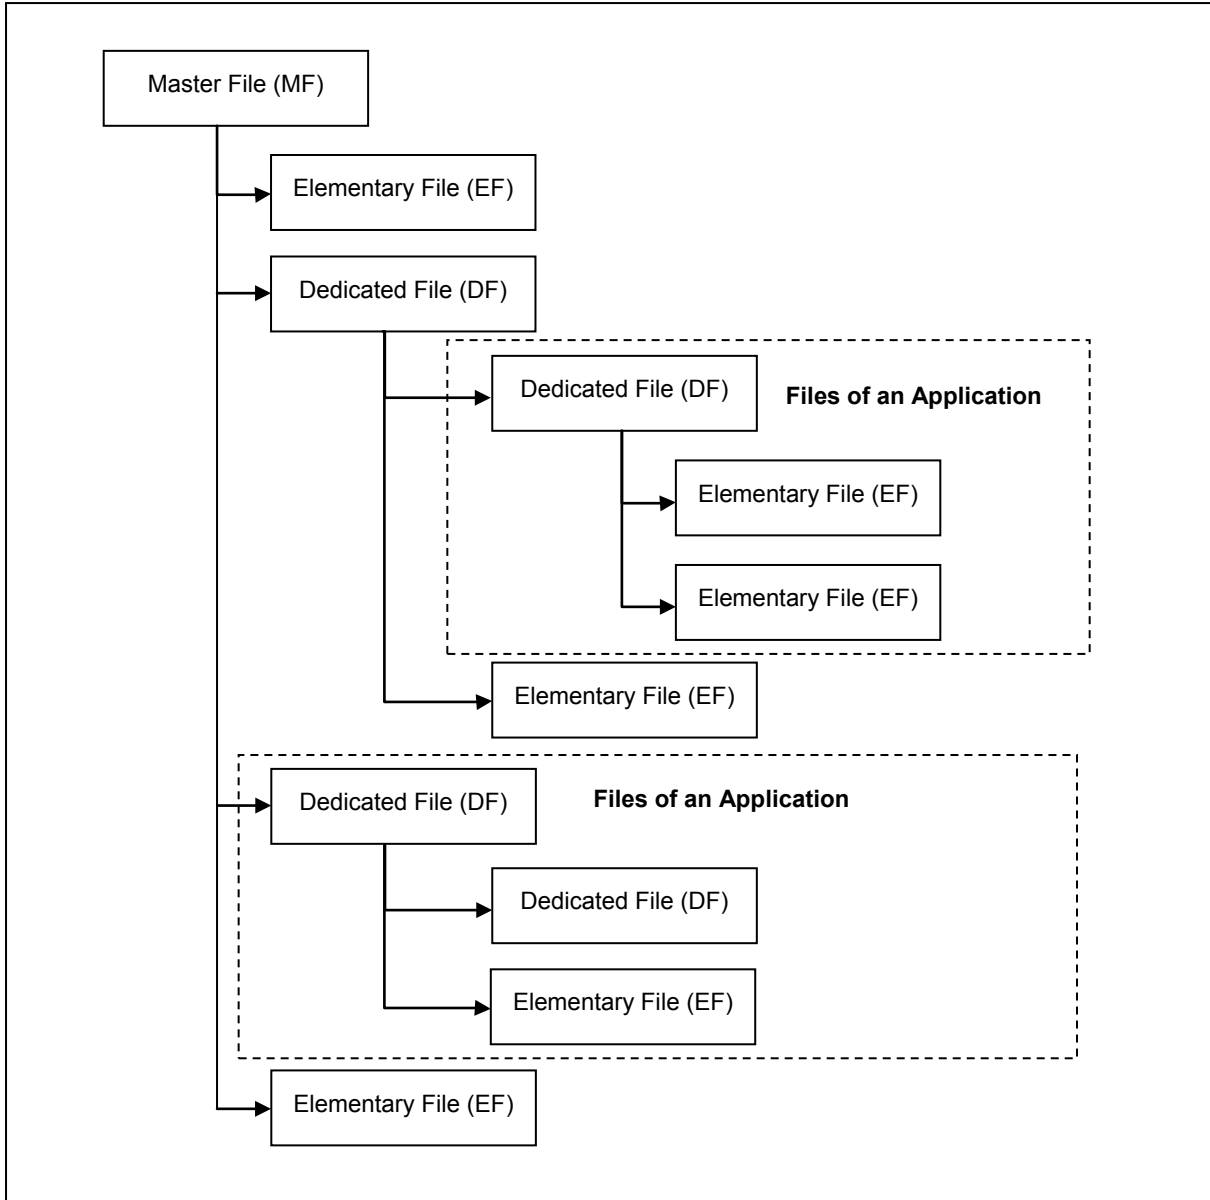 Master File (MF)
Elementary File (EF)
Dedicated File (DF)
Dedicated File (DF)
Files of an Application
Elementary File (EF)
Elementary File (EF)
Elementary File (EF)
Dedicated File (DF)
Files of an Application
Dedicated File (DF)
Elementary File (EF)
Elementary File (EF)